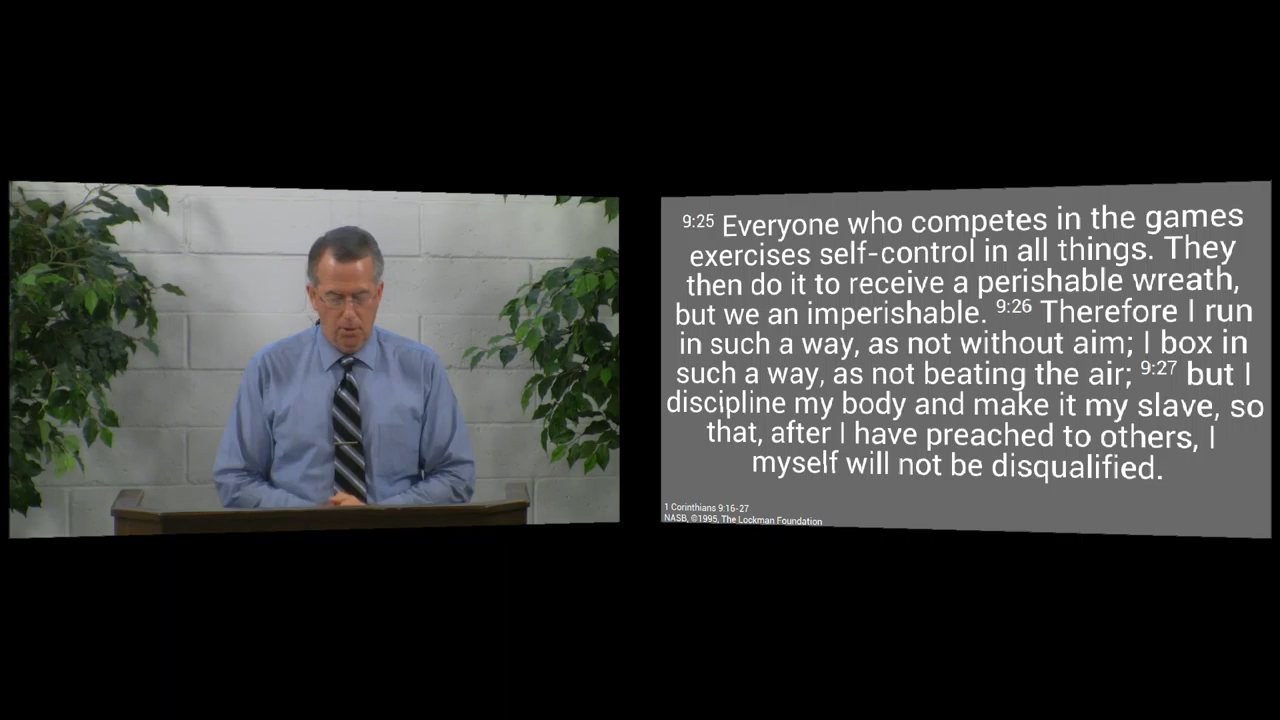 9:25 Everyone who competes in the games
exercises self-control in all things. They
then do it to receive a perishable wreath,
but we an imperishable. 9:26 Therefore I run
in such a way, as not without aim; I box in
such a way, as not beating the air; 9:27 but I
discipline my body and make it my slave, so
that, after I have preached to others, I
myself will not be disqualified.
1 Corinthians 9:16-27
NASB, ©1995, The Lockman Foundation